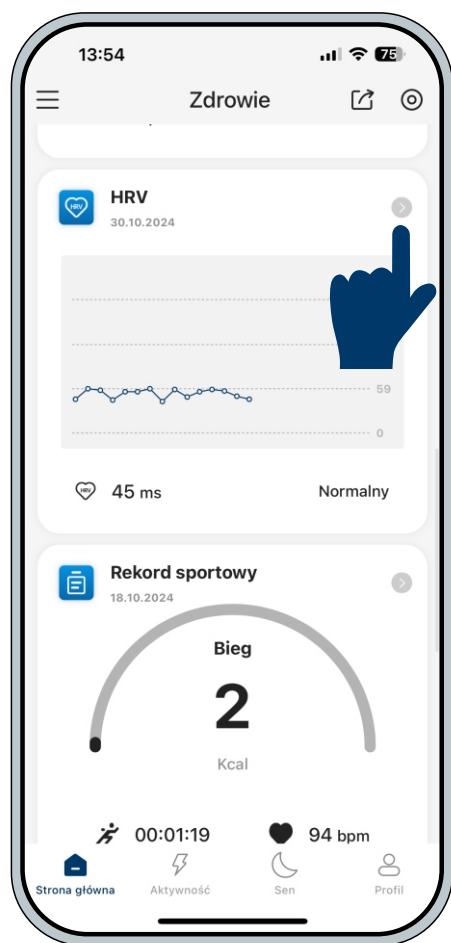 13:54
75
Zdrowie
HRV
30.10.2024
59
0
HRV
45 ms
Normalny
Rekord sportowy
18.10.2024
Bieg
2
Kcal
00:01:19
94 bpm
Strona główna
Aktywność
Sen
Profil